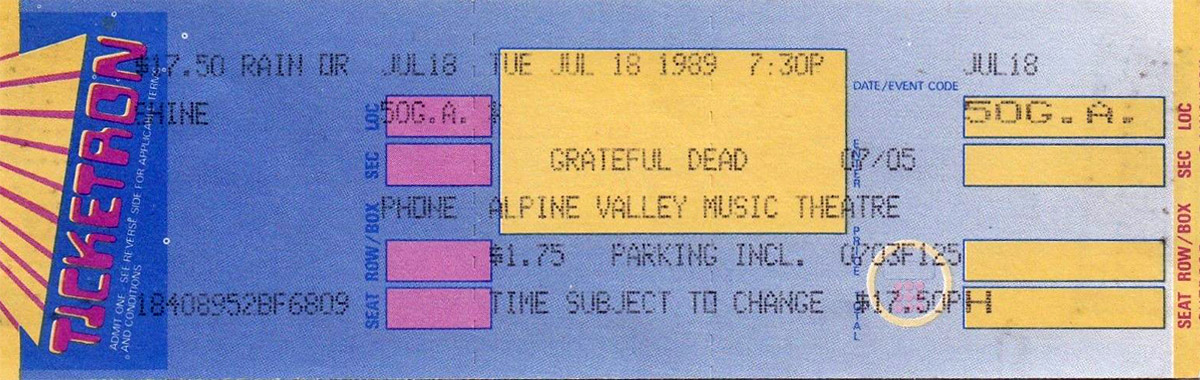 TICKETRON
ADMIT ONE SEE REVERSE SIDE FOR APPLICABLE TERMS
AND CONDITIONS
$17.50 RAIN OR JUL18 TUE JUL 18 1989 7:30P JUL18
DATE/EVENT CODE
SHINE LOC 50G.A. 50G.A. LOC
SEC GRATEFUL DEAD 07/05 SEC
PHONE ALPINE VALLEY MUSIC THEATRE
ROW/BOX $1.75 PARKING INCL. 0703F125 ROW/BOX
18408952BF6809 SEAT TIME SUBJECT TO CHANGE $17.50PH SEAT